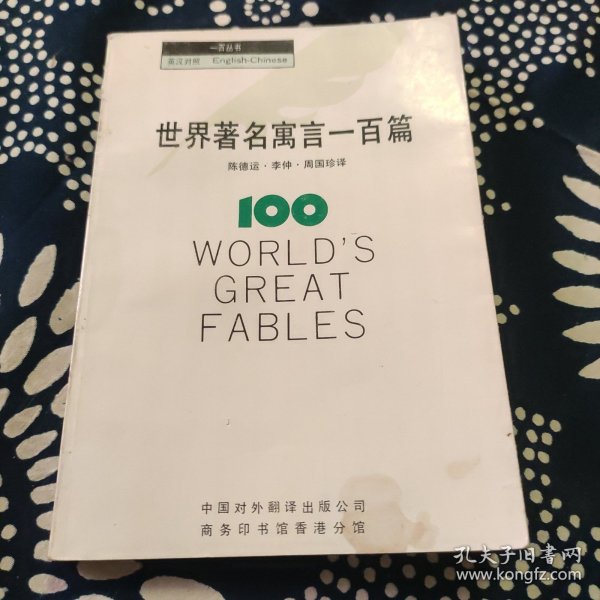 一百丛书
英汉对照 English-Chinese
世界著名寓言一百篇
陈德运·李仲·周国珍译
100
WORLD'S
GREAT
FABLES
中国对外翻译出版公司
商务印书馆香港分馆
孔夫子旧书网
www.kongfz.com